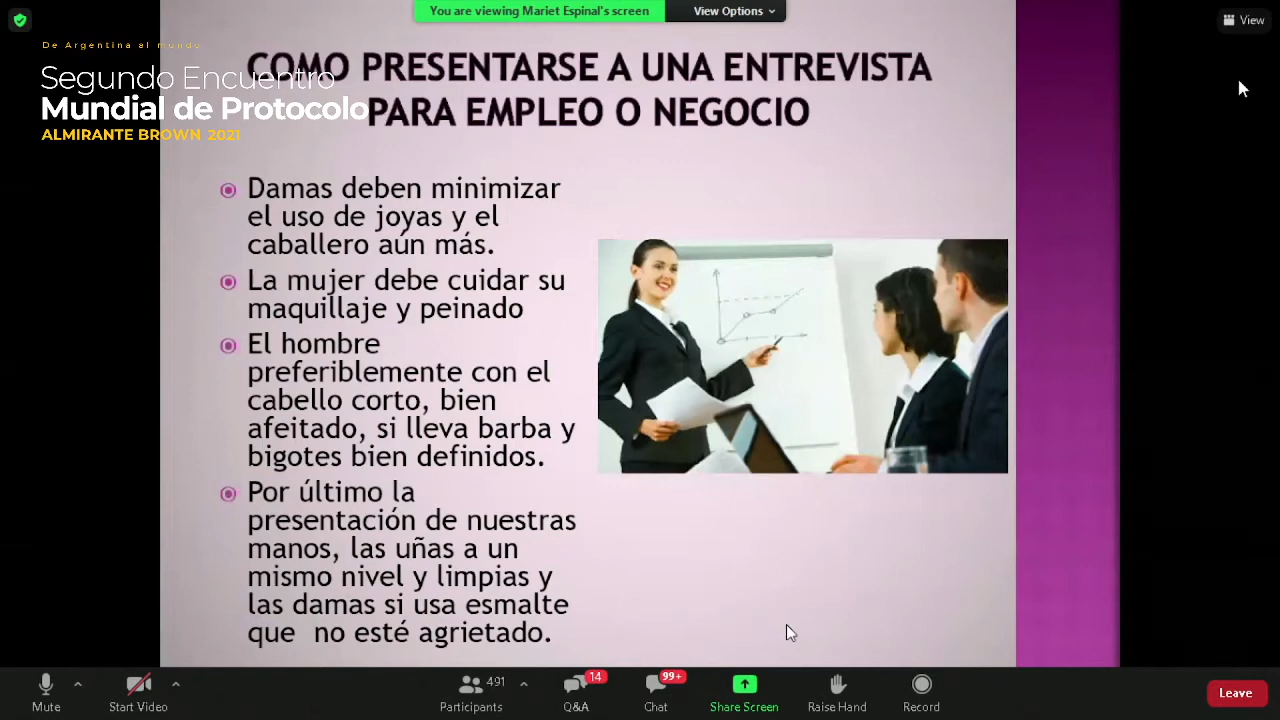 You are viewing Mariet Espinal's screen
View Options
View
De Argentina al mundo
Segundo Encuentro
Mundial de Protocolo
ALMIRANTE BROWN 2021
COMO PRESENTARSE A UNA ENTREVISTA
PARA EMPLEO O NEGOCIO
Damas deben minimizar
el uso de joyas y el
caballero aún más.
La mujer debe cuidar su
maquillaje y peinado
El hombre
preferiblemente con el
cabello corto, bien
afeitado, si lleva barba y
bigotes bien definidos.
Por último la
presentación de nuestras
manos, las uñas a un
mismo nivel y limpias y
las damas si usa esmalte
que no esté agrietado.
Mute
Start Video
491
Participants
14
Q&A
99+
Chat
Share Screen
Raise Hand
Record
Leave